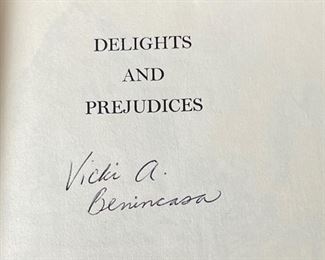 DELIGHTS
AND
PREJUDICES
Vicki A.
Benincasa